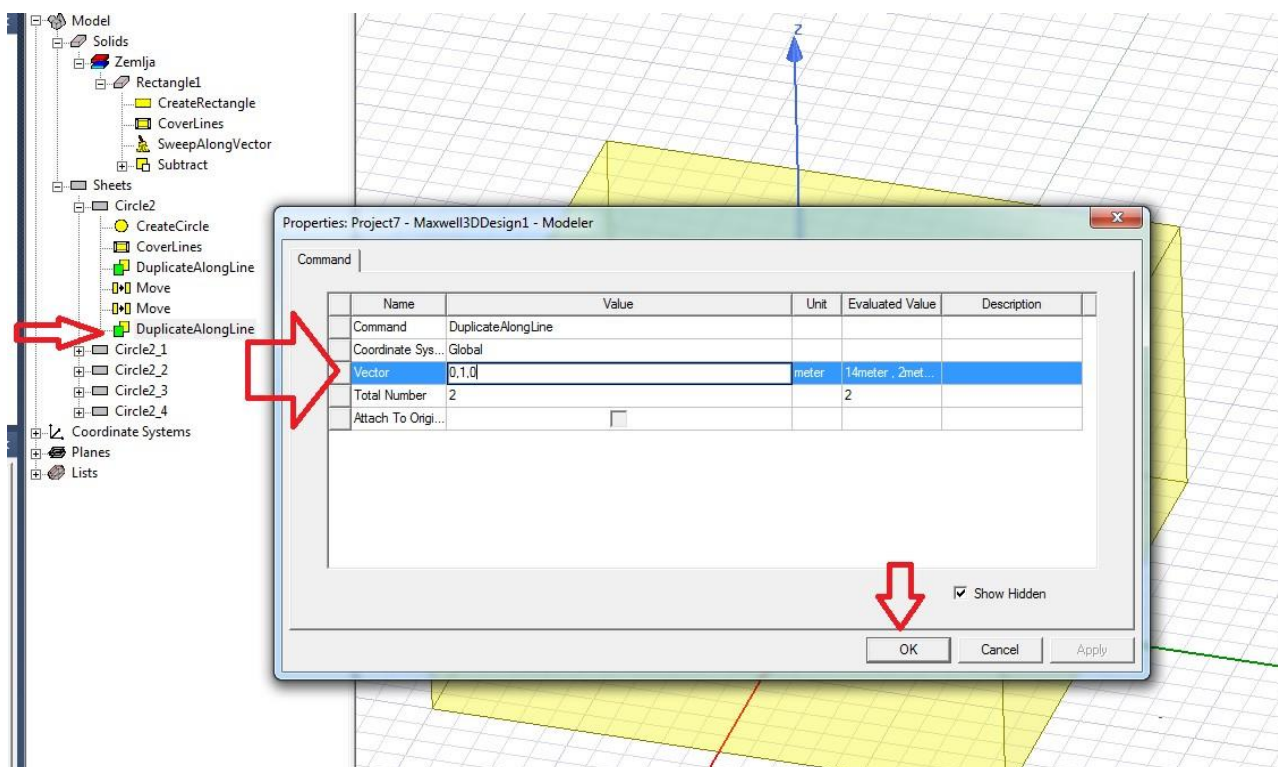 Model
Solids
Zemlja
Rectangle1
CreateRectangle
CoverLines
SweepAlongVector
Subtract
Sheets
Circle2
CreateCircle
CoverLines
DuplicateAlongLine
Move
Move
DuplicateAlongLine
Circle2_1
Circle2_2
Circle2_3
Circle2_4
Coordinate Systems
Planes
Lists
Z
Properties: Project7 - Maxwell3DDesign1 - Modeler
Command
Name Value Unit Evaluated Value Description
Command DuplicateAlongLine
Coordinate Sys... Global
Vector 0,1,0 meter 14meter , 2met...
Total Number 2 2
Attach To Origi...
Show Hidden
OK Cancel Apply